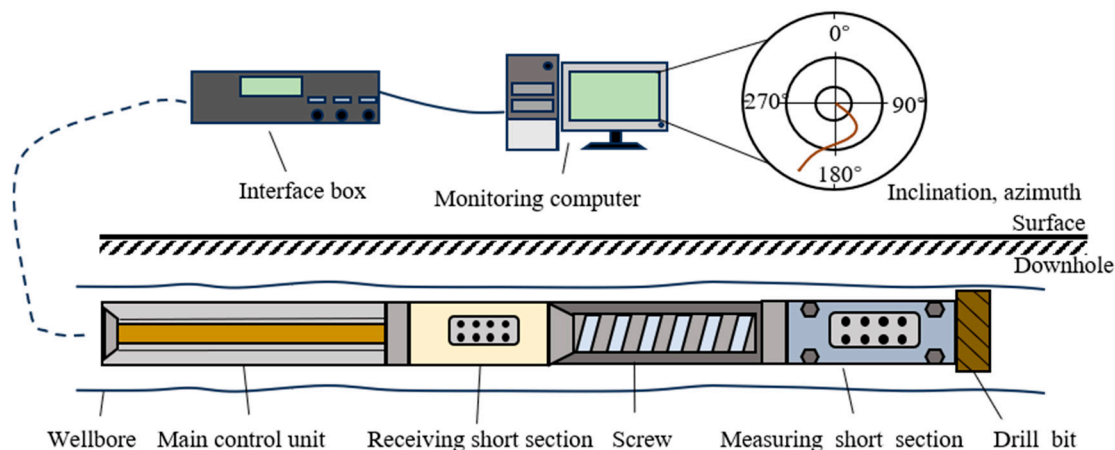 0°
270°
90°
180°
Interface box
Monitoring computer
Inclination, azimuth
Surface
Downhole
Wellbore
Main control unit
Receiving short section
Screw
Measuring short section
Drill bit